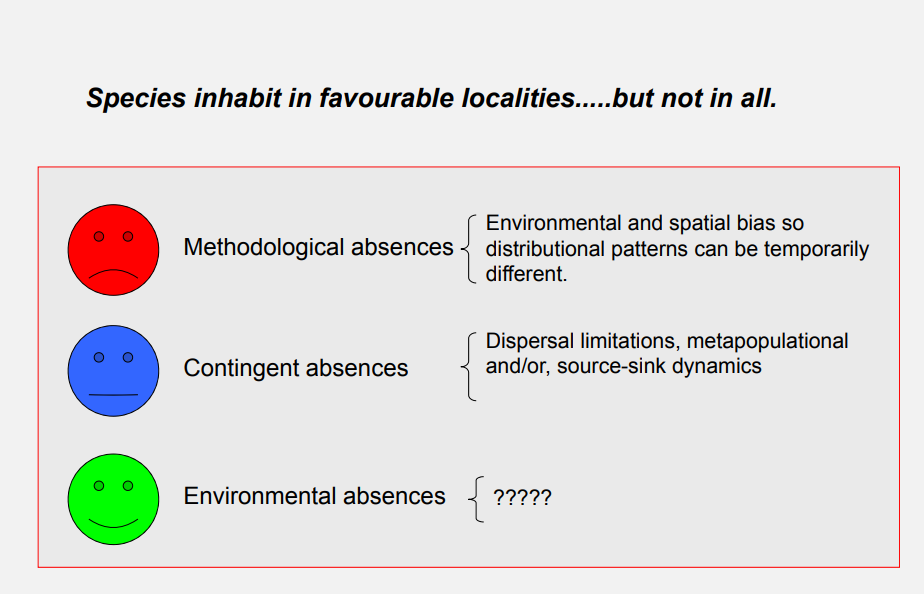 Species inhabit in favourable localities.....but not in all.
Methodological absences
Environmental and spatial bias so
distributional patterns can be temporarily
different.
Contingent absences
Dispersal limitations, metapopulational
and/or, source-sink dynamics
Environmental absences
?????